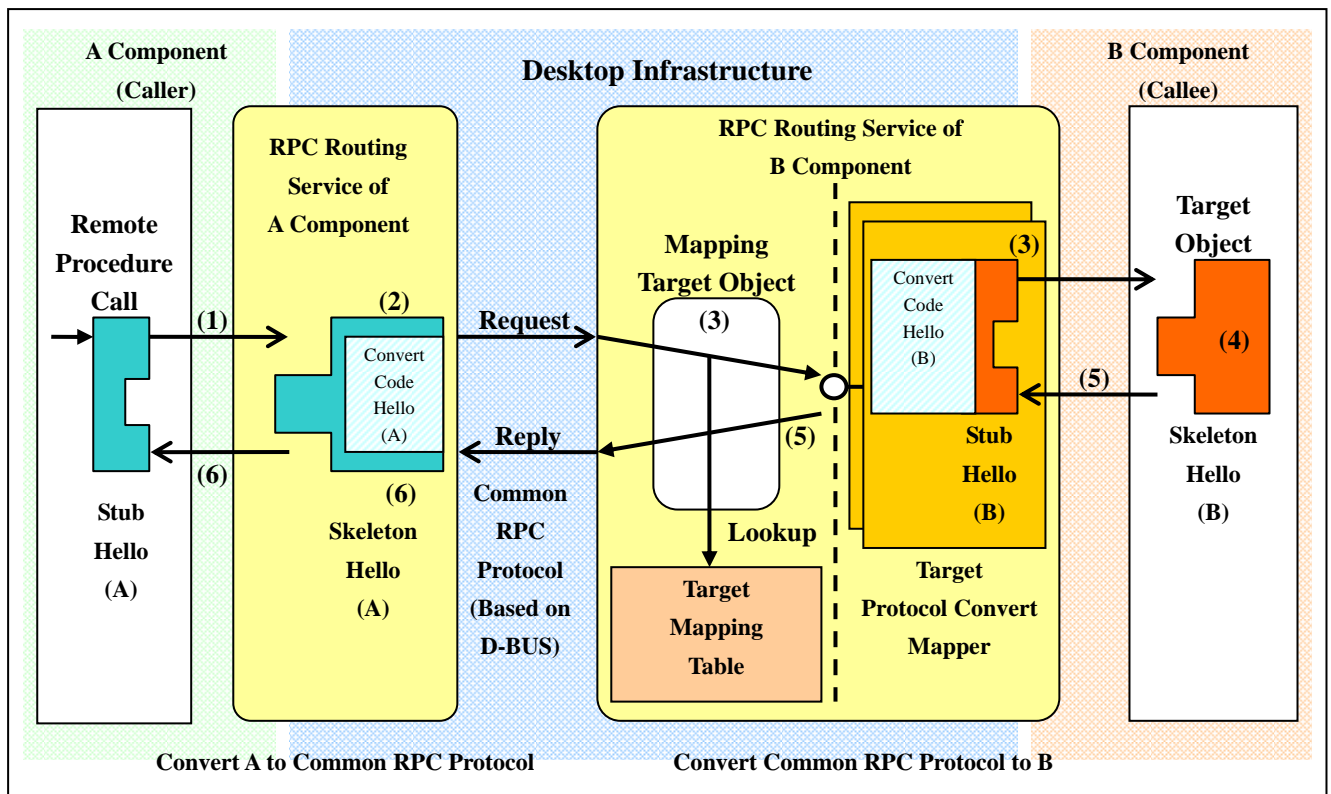 A Component
(Caller)
Desktop Infrastructure
B Component
(Callee)
RPC Routing
Service of
A Component
RPC Routing Service of
B Component
Remote
Procedure
Call
(1)
(2)
Convert
Code
Hello
(A)
(6)
(6)
Skeleton
Hello
(A)
Stub
Hello
(A)
Request
Reply
Common
RPC
Protocol
(Based on
D-BUS)
Mapping
Target Object
(3)
(5)
Lookup
Target
Mapping
Table
(3)
Convert
Code
Hello
(B)
Stub
Hello
(B)
Target
Protocol Convert
Mapper
Target
Object
(4)
(5)
Skeleton
Hello
(B)
Convert A to Common RPC Protocol
Convert Common RPC Protocol to B